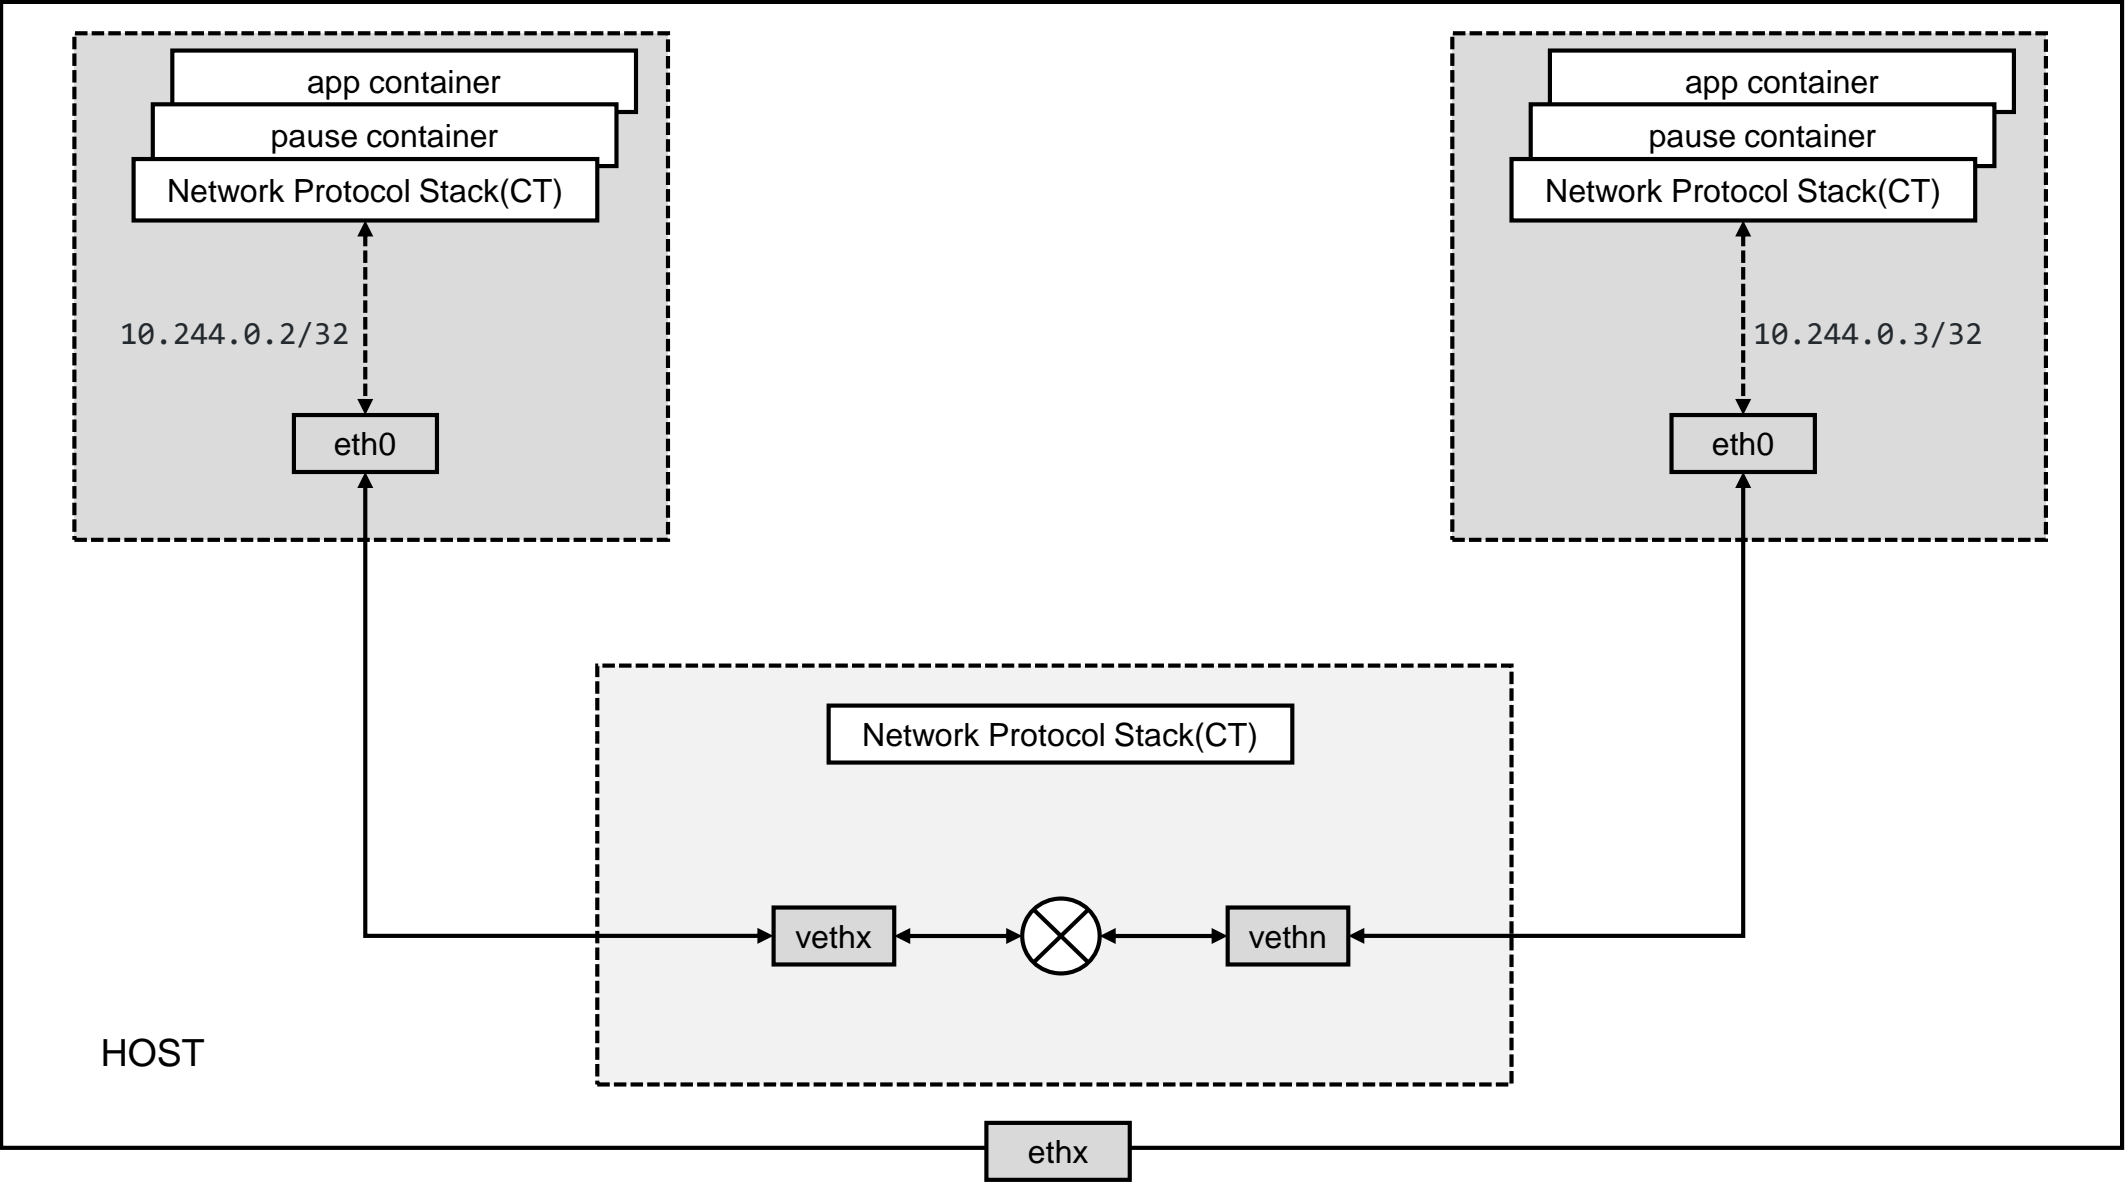 app container
pause container
Network Protocol Stack(CT)
10.244.0.2/32
eth0
app container
pause container
Network Protocol Stack(CT)
10.244.0.3/32
eth0
Network Protocol Stack(CT)
vethx
vethn
HOST
ethx